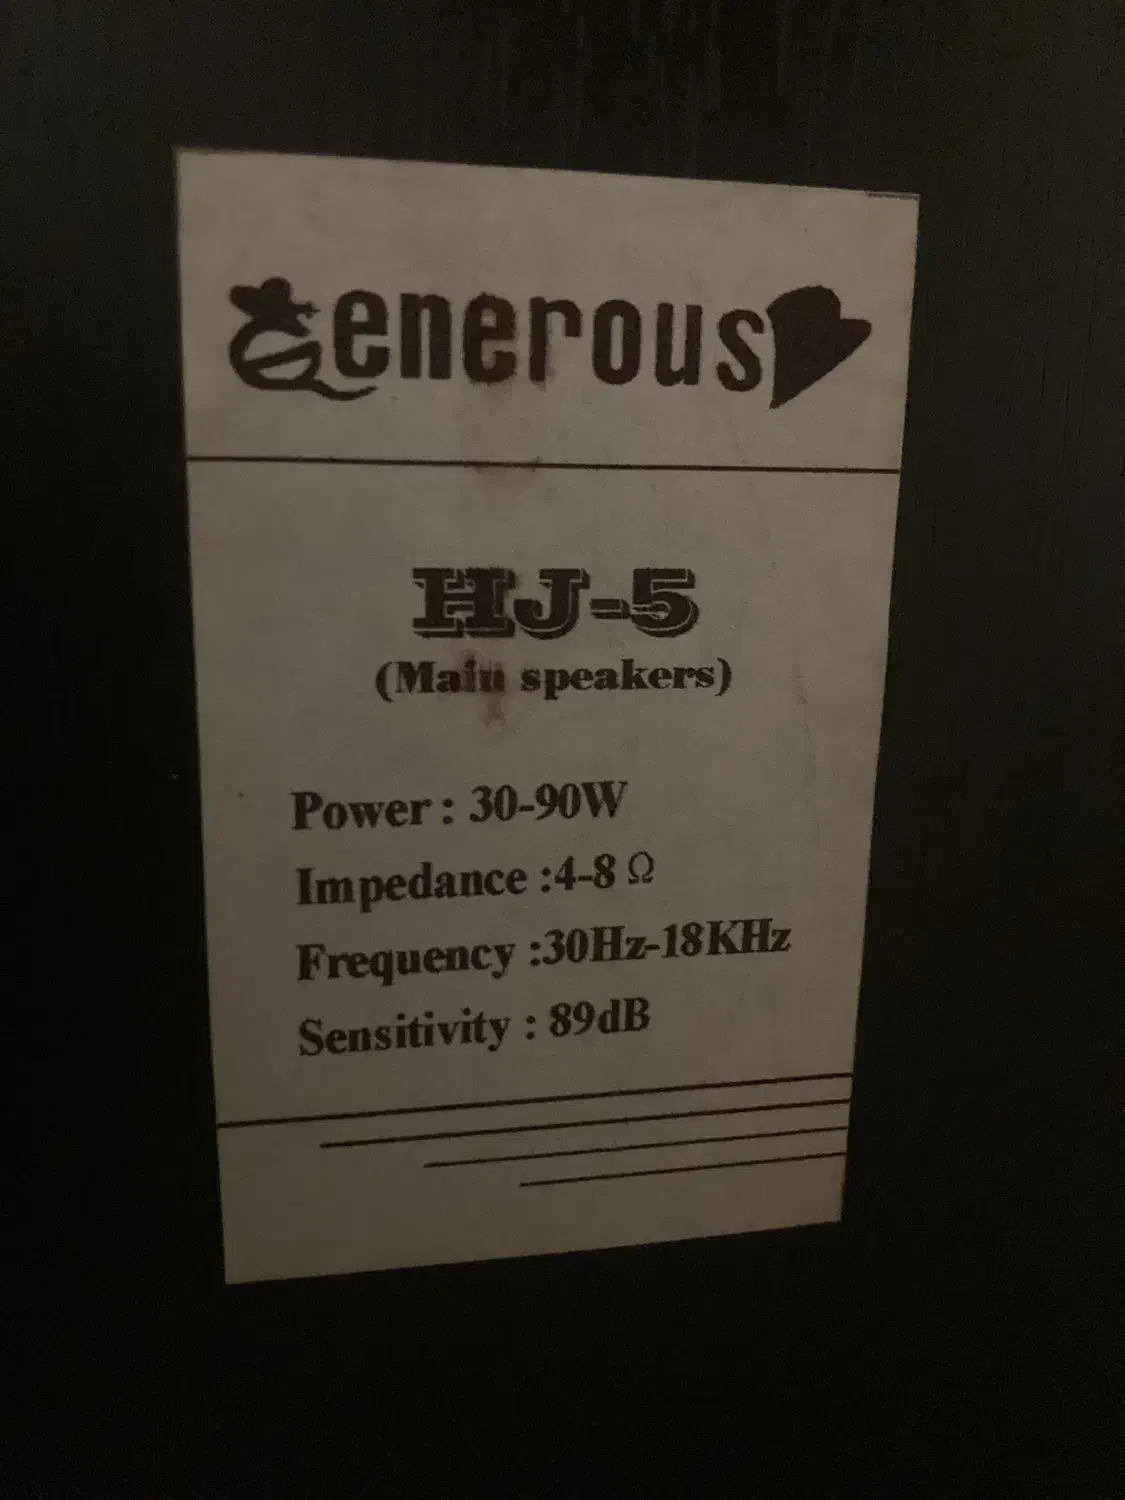 Generous
HJ-5
(Main speakers)
Power : 30-90W
Impedance :4-8 Ω
Frequency :30Hz-18KHz
Sensitivity : 89dB